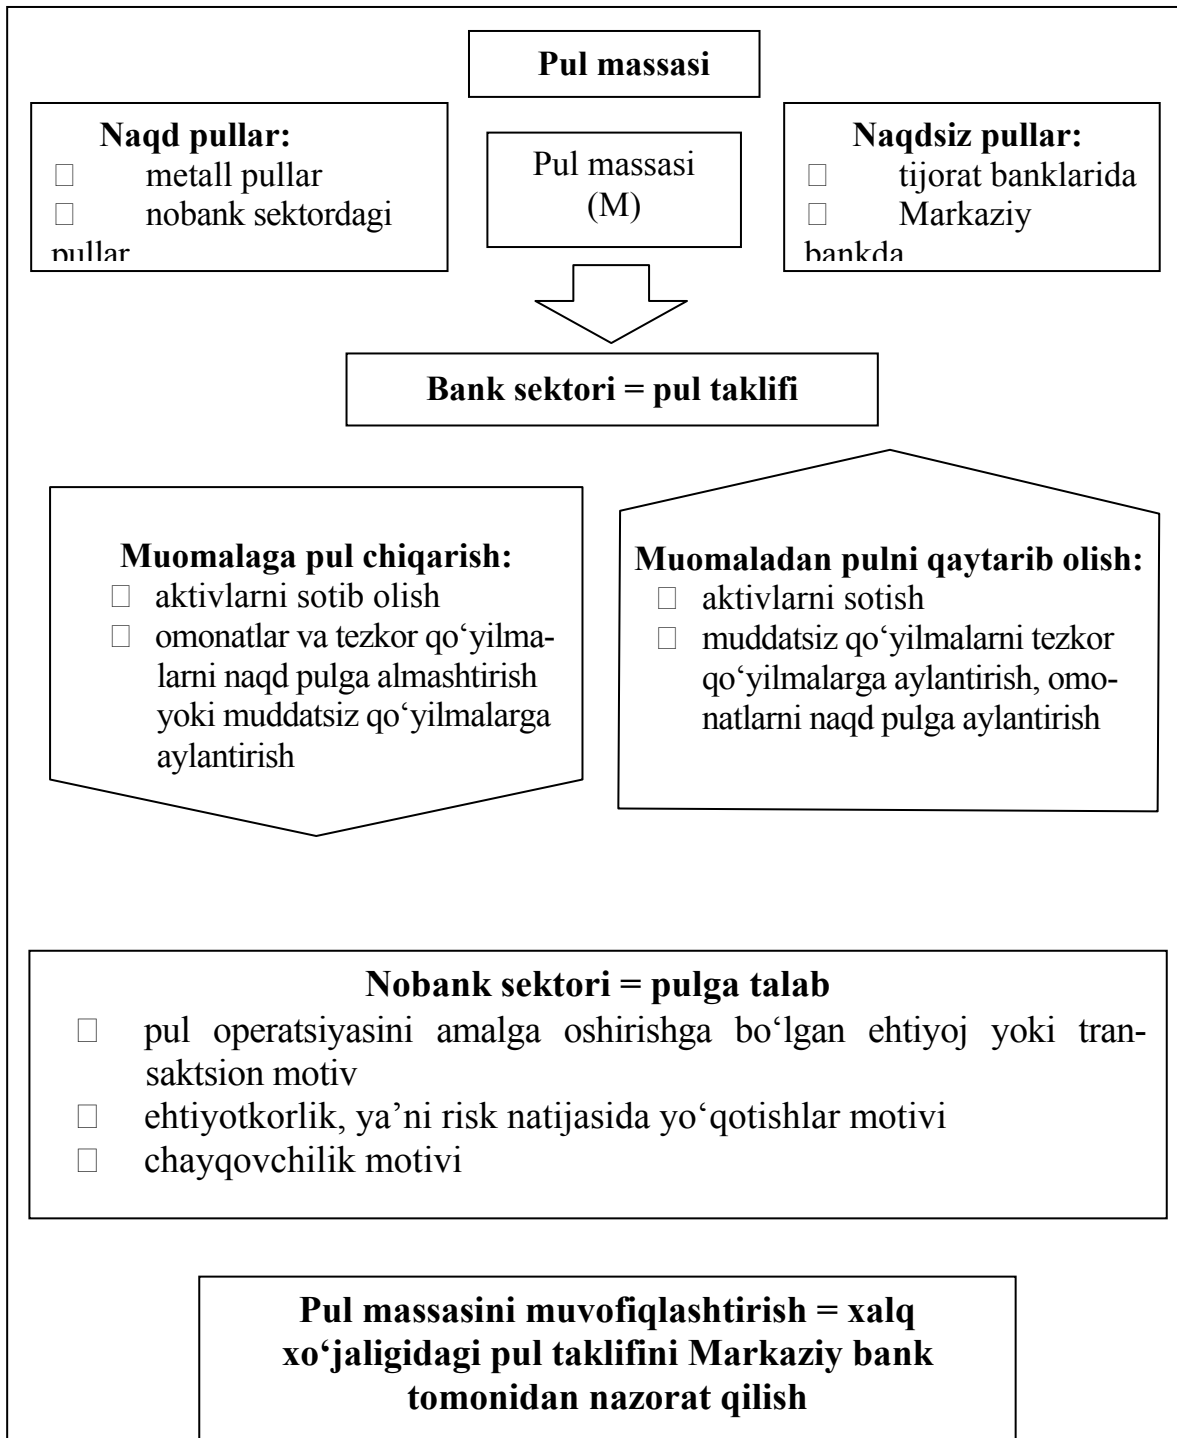 Pul massasi
Naqd pullar:
□ metall pullar
□ nobank sektordagi
pullar
Pul massasi
(M)
Naqdsiz pullar:
□ tijorat banklarida
□ Markaziy
bankda
Bank sektori = pul taklifi
Muomalaga pul chiqarish:
□ aktivlarni sotib olish
□ omonatlar va tezkor qo‘yilma-
larni naqd pulga almashtirish
yoki muddatsiz qo‘yilmalarga
aylantirish
Muomaladan pulni qaytarib olish:
□ aktivlarni sotish
□ muddatsiz qo‘yilmalarni tezkor
qo‘yilmalarga aylantirish, omo-
natlarni naqd pulga aylantirish
Nobank sektori = pulga talab
□ pul operatsiyasini amalga oshirishga bo‘lgan ehtiyoj yoki tran-
saktsion motiv
□ ehtiyotkorlik, ya’ni risk natijasida yo‘qotishlar motivi
□ chayqovchilik motivi
Pul massasini muvofiqlashtirish = xalq
xo‘jaligidagi pul taklifini Markaziy bank
tomonidan nazorat qilish